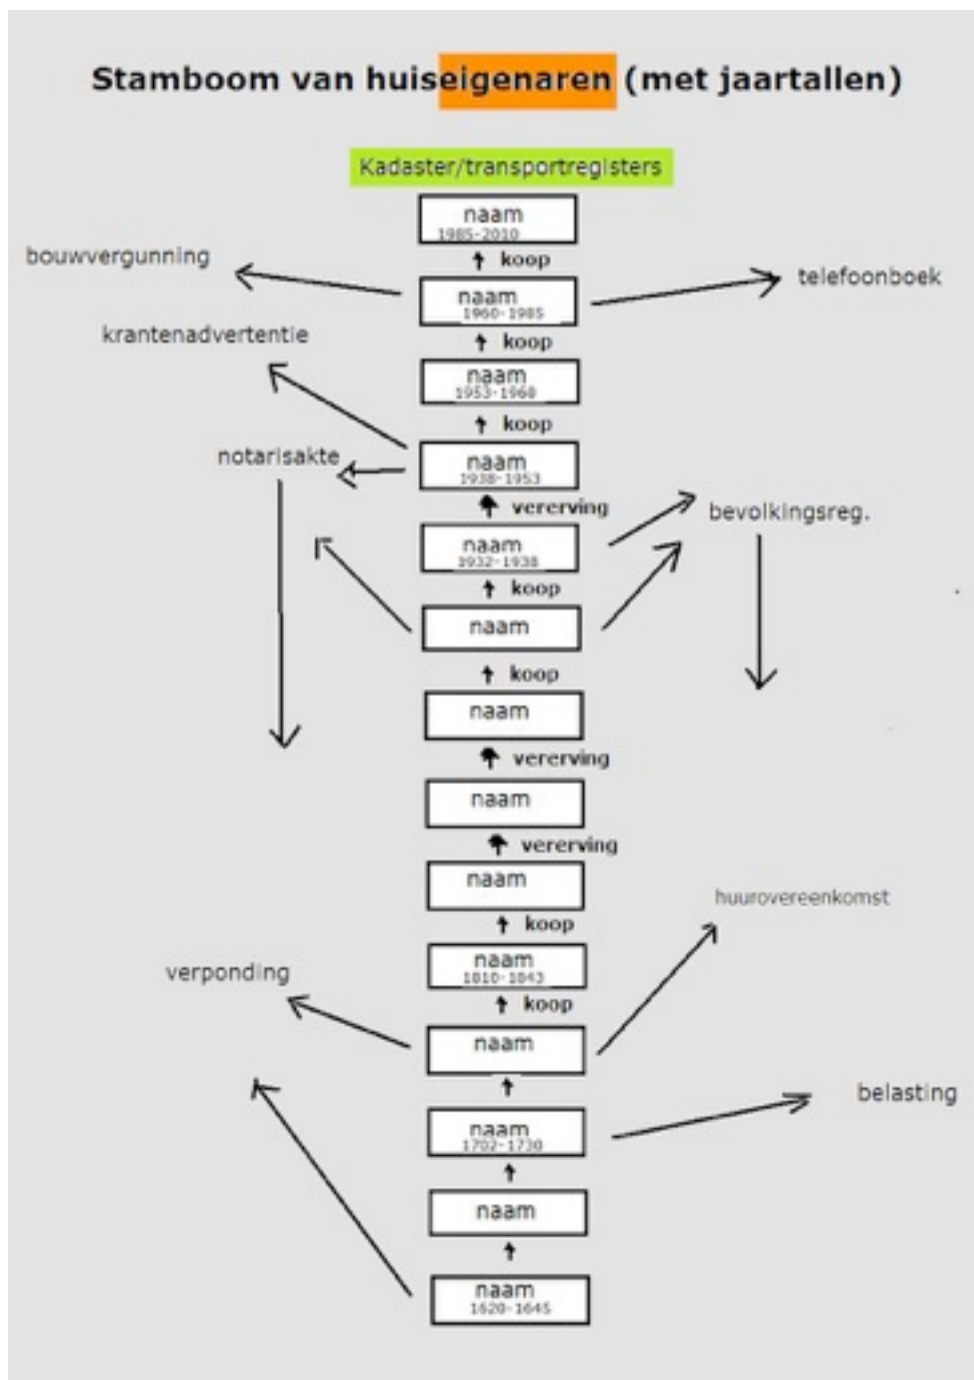 Stamboom van huiseigenaren (met jaartallen)
Kadaster/transportregisters
naam
1985-2010
koop
bouwvergunning
naam
1960-1985
telefoonboek
koop
krantenadvertentie
naam
1953-1960
koop
notarisakte
naam
1938-1953
vererving
bevolkingsreg.
naam
1932-1938
koop
naam
koop
naam
vererving
naam
vererving
naam
huurovereenkomst
koop
naam
1810-1843
verponding
koop
naam
belasting
naam
1702-1730
naam
naam
1620-1645